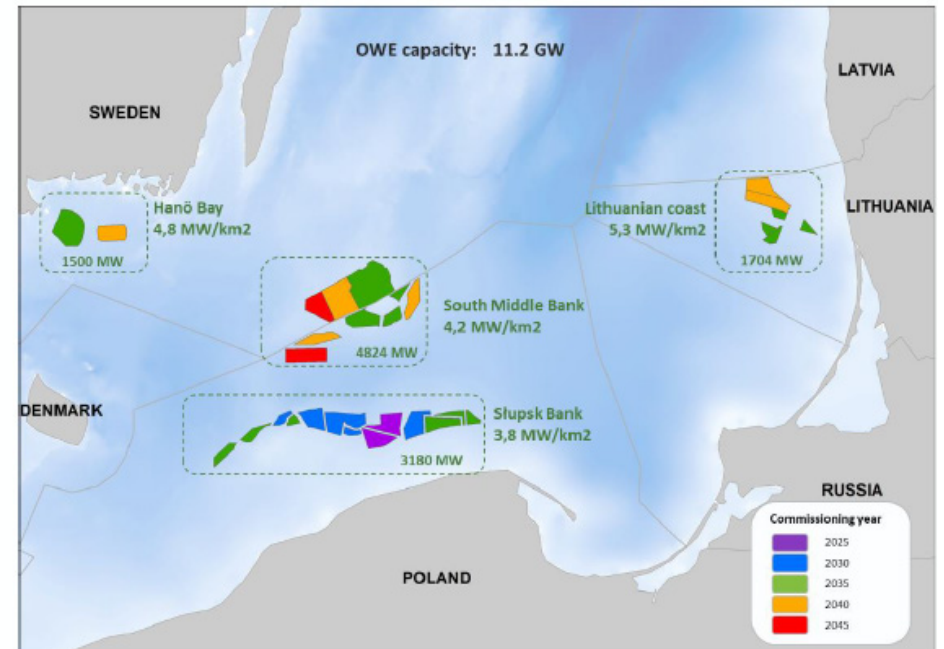 OWE capacity: 11.2 GW
LATVIA
SWEDEN
Hanö Bay
4,8 MW/km2
1500 MW
Lithuanian coast
5,3 MW/km2
1704 MW
LITHUANIA
South Middle Bank
4,2 MW/km2
4824 MW
DENMARK
Słupsk Bank
3,8 MW/km2
3180 MW
RUSSIA
POLAND
Commissioning year
2025
2030
2035
2040
2045